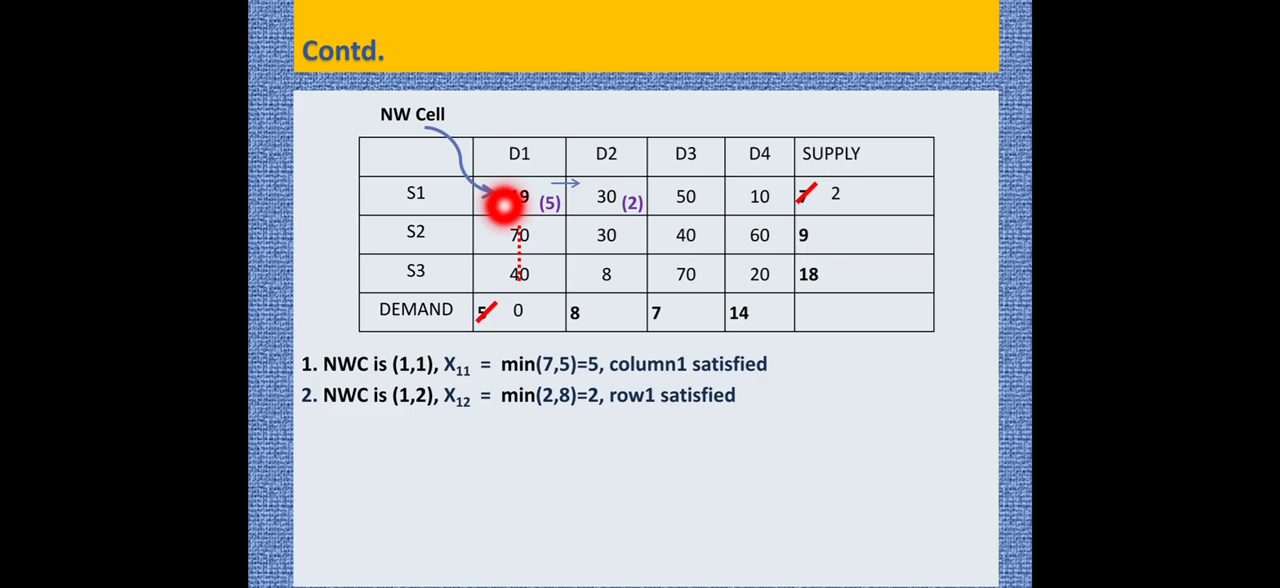 Contd.
NW Cell
D1 D2 D3 D4 SUPPLY
S1 9 (5) 30 (2) 50 10 2
S2 70 30 40 60 9
S3 40 8 70 20 18
DEMAND 5 0 8 7 14
1. NWC is (1,1), X11 = min(7,5)=5, column1 satisfied
2. NWC is (1,2), X12 = min(2,8)=2, row1 satisfied